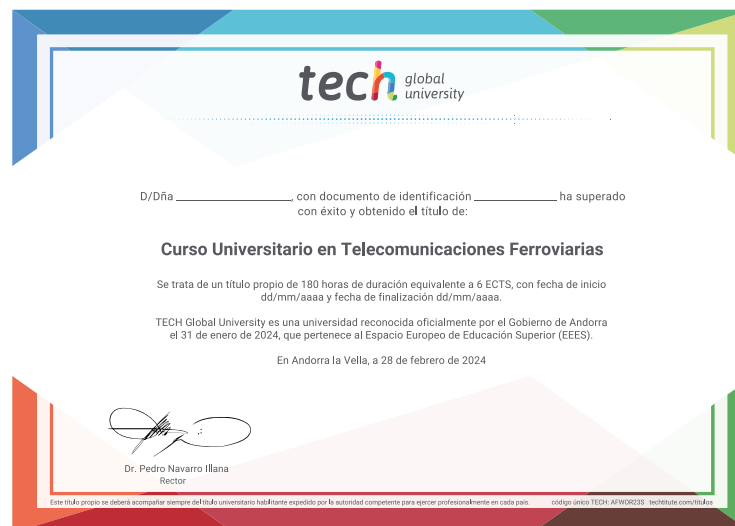 tech global university
D/Dña ____________________, con documento de identificación ______________ ha superado
con éxito y obtenido el título de:
Curso Universitario en Telecomunicaciones Ferroviarias
Se trata de un título propio de 180 horas de duración equivalente a 6 ECTS, con fecha de inicio
dd/mm/aaaa y fecha de finalización dd/mm/aaaa.
TECH Global University es una universidad reconocida oficialmente por el Gobierno de Andorra
el 31 de enero de 2024, que pertenece al Espacio Europeo de Educación Superior (EEES).
En Andorra la Vella, a 28 de febrero de 2024
Dr. Pedro Navarro Illana
Rector
Este título propio se deberá acompañar siempre del título universitario habilitante expedido por la autoridad competente para ejercer profesionalmente en cada país. código único TECH: AFWOR23S techtitute.com/titulos